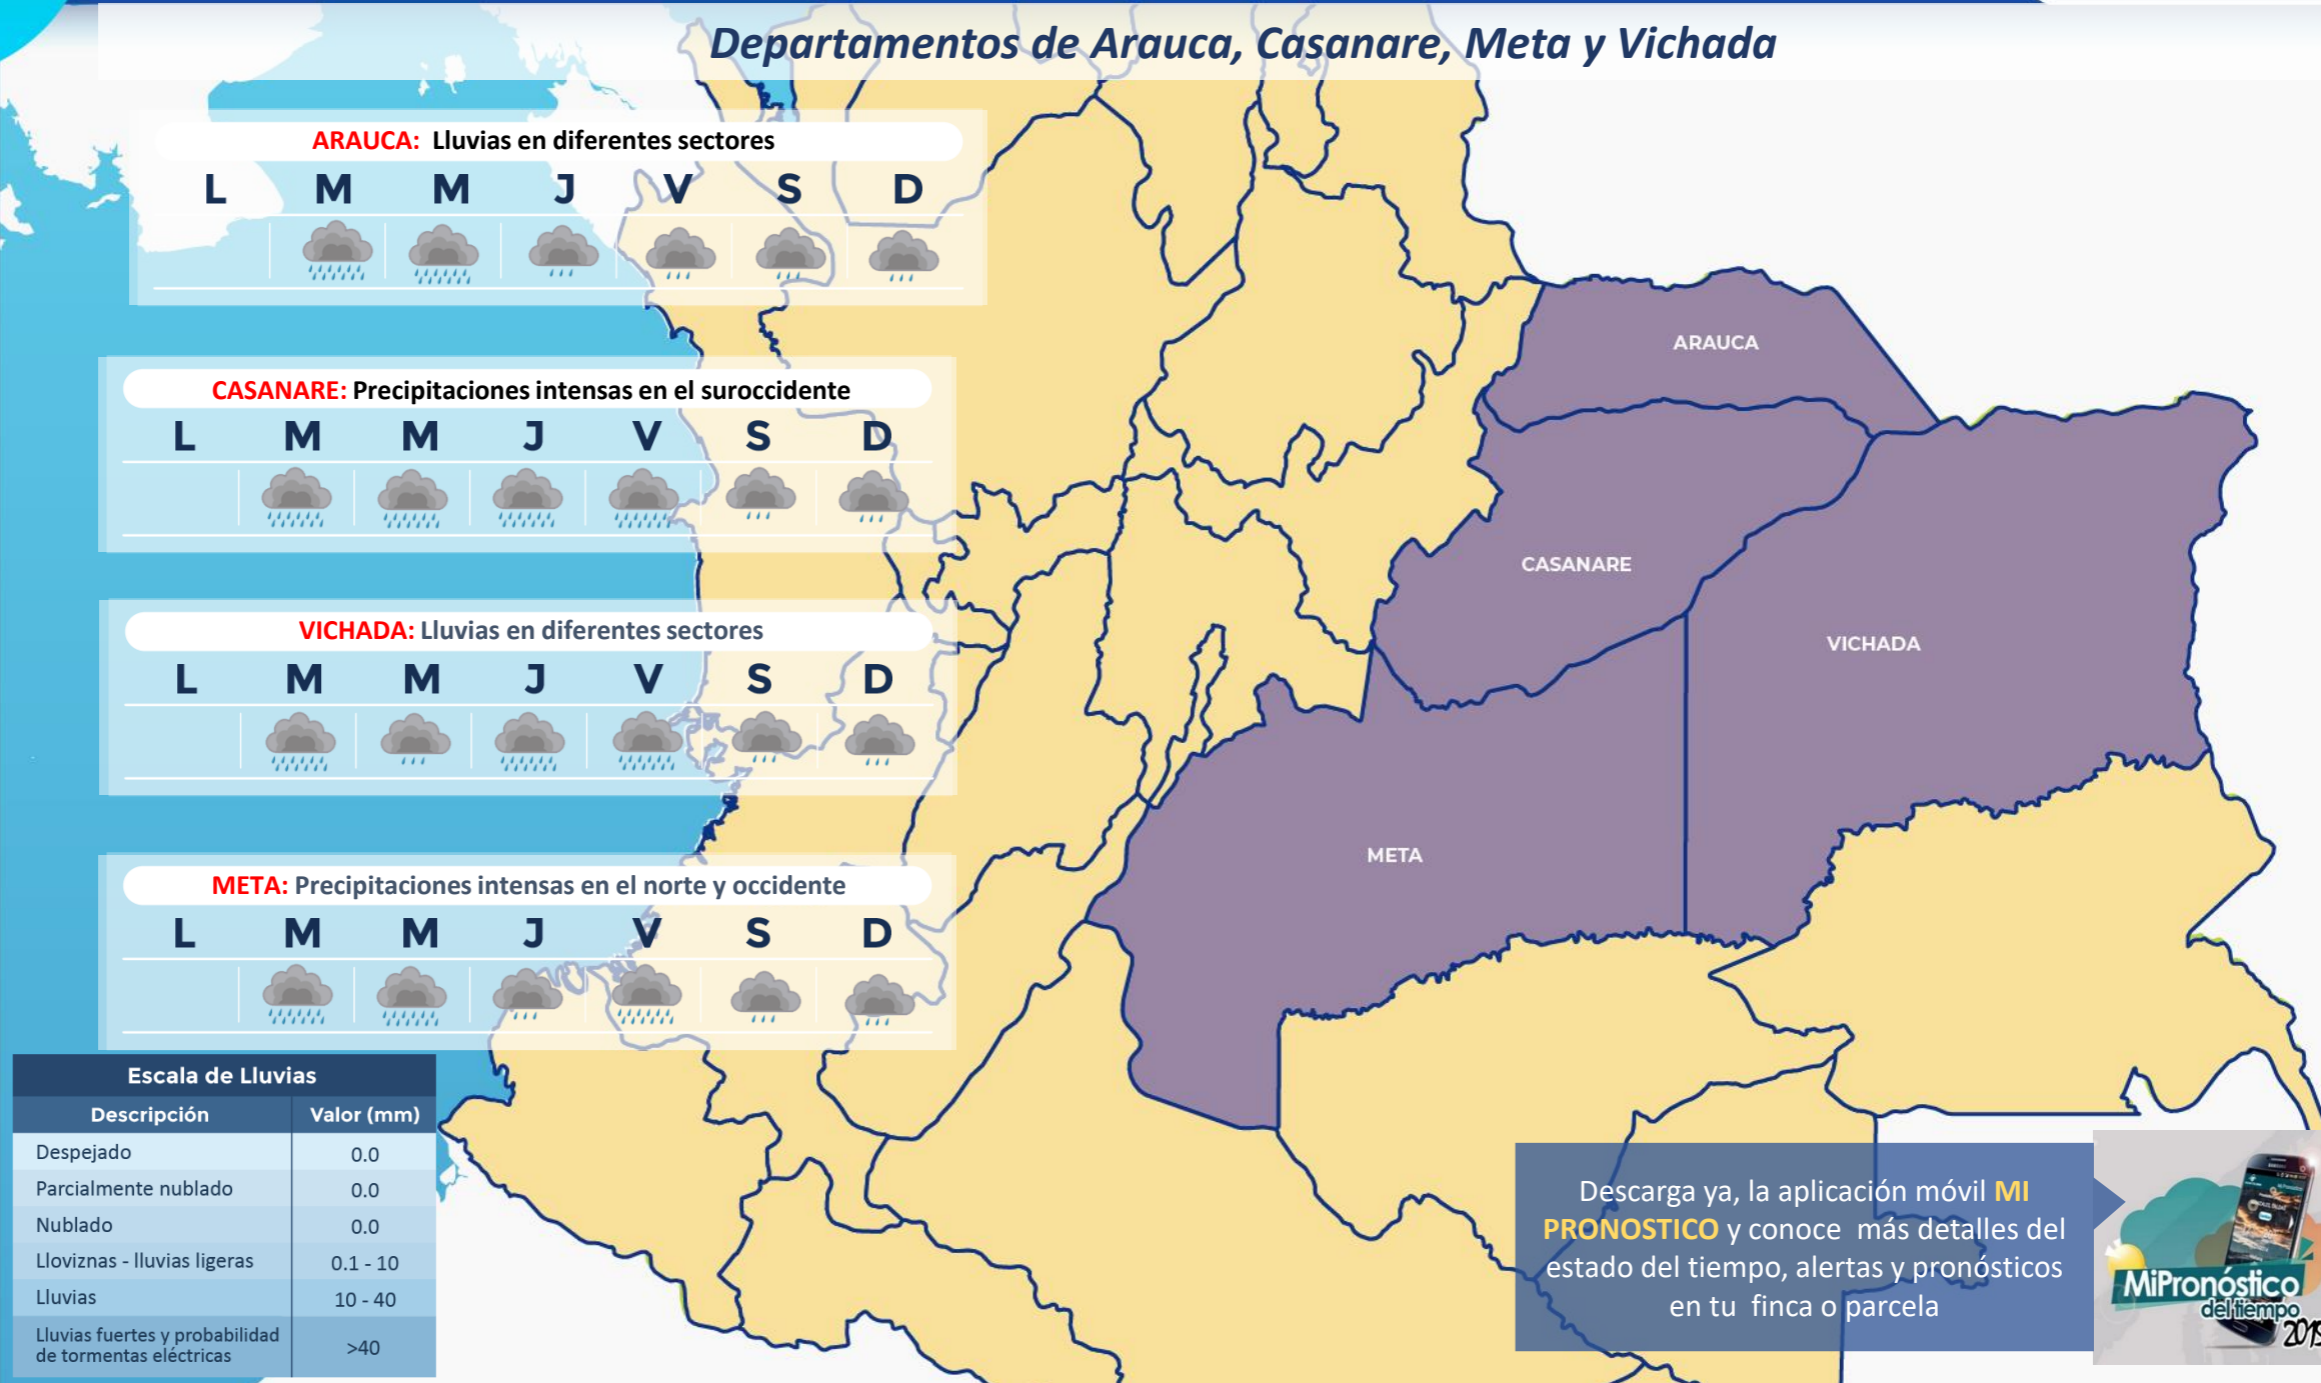 Departamentos de Arauca, Casanare, Meta y Vichada
ARAUCA: Lluvias en diferentes sectores
L M M J V S D
CASANARE: Precipitaciones intensas en el suroccidente
L M M J V S D
VICHADA: Lluvias en diferentes sectores
L M M J V S D
META: Precipitaciones intensas en el norte y occidente
L M M J V S D
ARAUCA
CASANARE
VICHADA
META
Escala de Lluvias
Descripción Valor (mm)
Despejado 0.0
Parcialmente nublado 0.0
Nublado 0.0
Lloviznas - lluvias ligeras 0.1 - 10
Lluvias 10 - 40
Lluvias fuertes y probabilidad
de tormentas eléctricas >40
Descarga ya, la aplicación móvil MI
PRONOSTICO y conoce más detalles del
estado del tiempo, alertas y pronósticos
en tu finca o parcela
MiPronóstico
del tiempo
2019